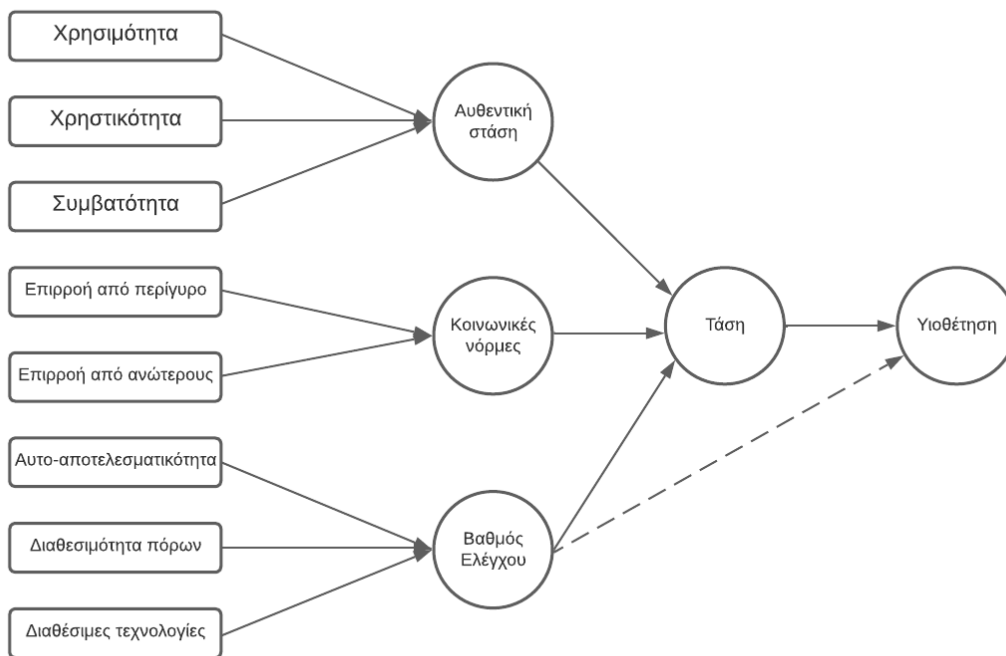 Χρησιμότητα
Χρηστικότητα
Συμβατότητα
Επιρροή από περίγυρο
Επιρροή από ανώτερους
Αυτο-αποτελεσματικότητα
Διαθεσιμότητα πόρων
Διαθέσιμες τεχνολογίες
Αυθεντική
στάση
Κοινωνικές
νόρμες
Βαθμός
Ελέγχου
Τάση
Υιοθέτηση